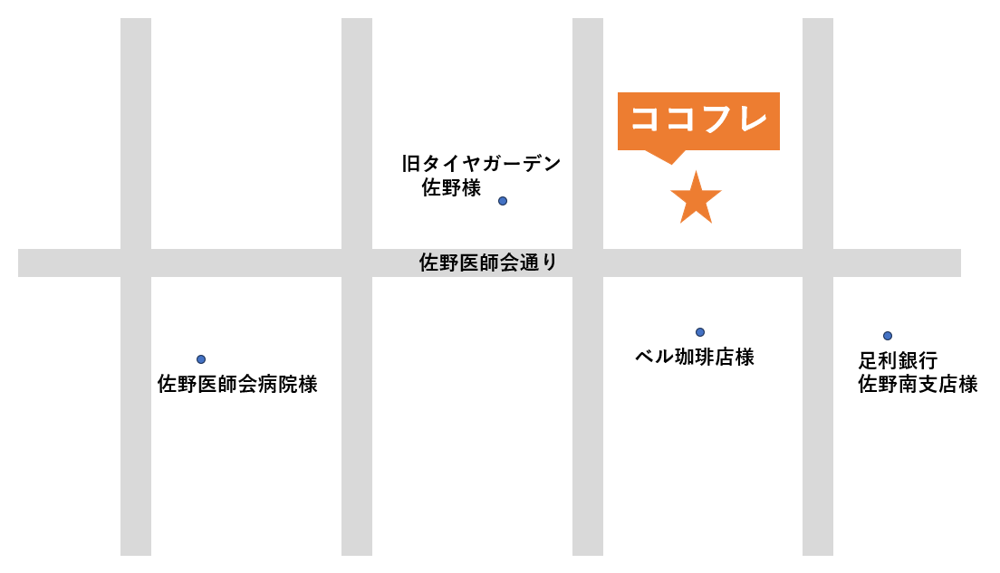 ココフレ
旧タイヤガーデン
佐野様
佐野医師会通り
ベル珈琲店様
足利銀行
佐野南支店様
佐野医師会病院様